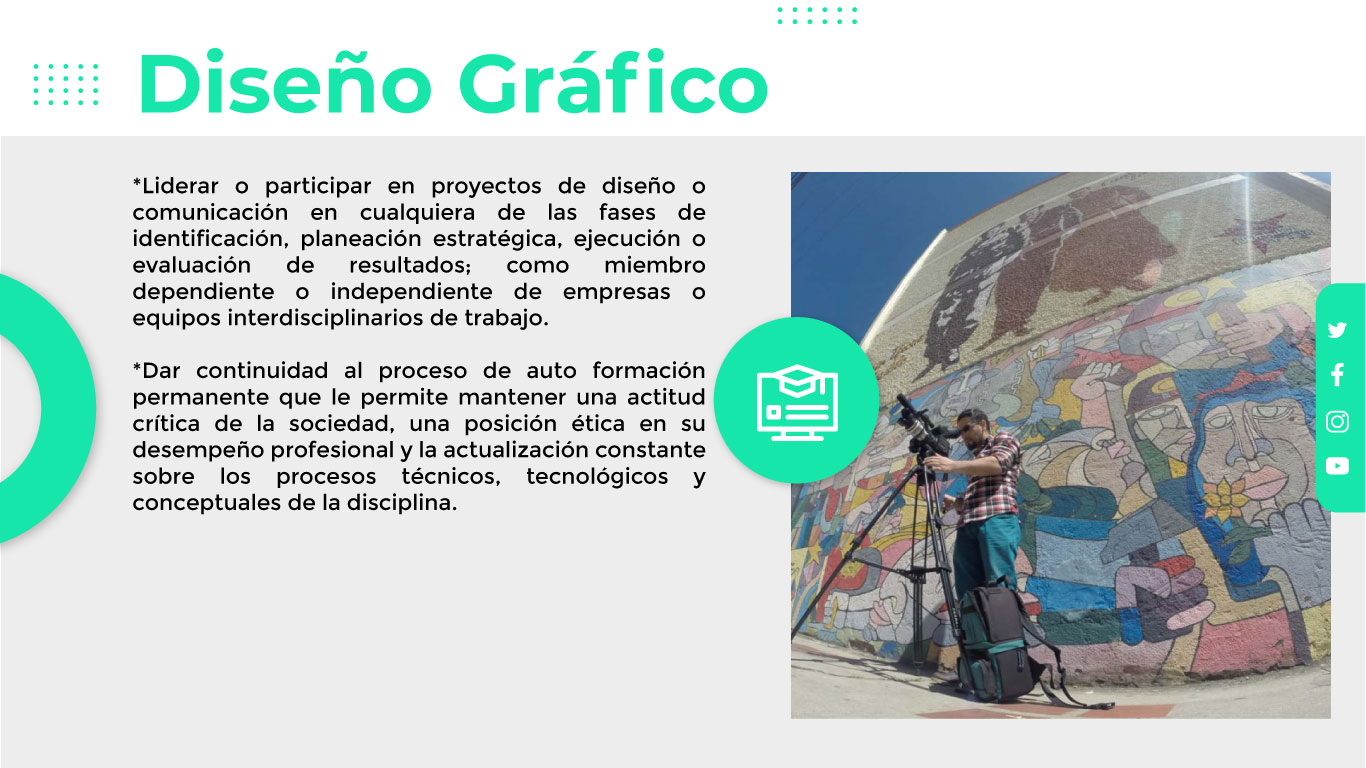 Diseño Gráfico
*Liderar o participar en proyectos de diseño o
comunicación en cualquiera de las fases de
identificación, planeación estratégica, ejecución o
evaluación de resultados; como miembro
dependiente o independiente de empresas o
equipos interdisciplinarios de trabajo.
*Dar continuidad al proceso de auto formación
permanente que le permite mantener una actitud
crítica de la sociedad, una posición ética en su
desempeño profesional y la actualización constante
sobre los procesos técnicos, tecnológicos y
conceptuales de la disciplina.